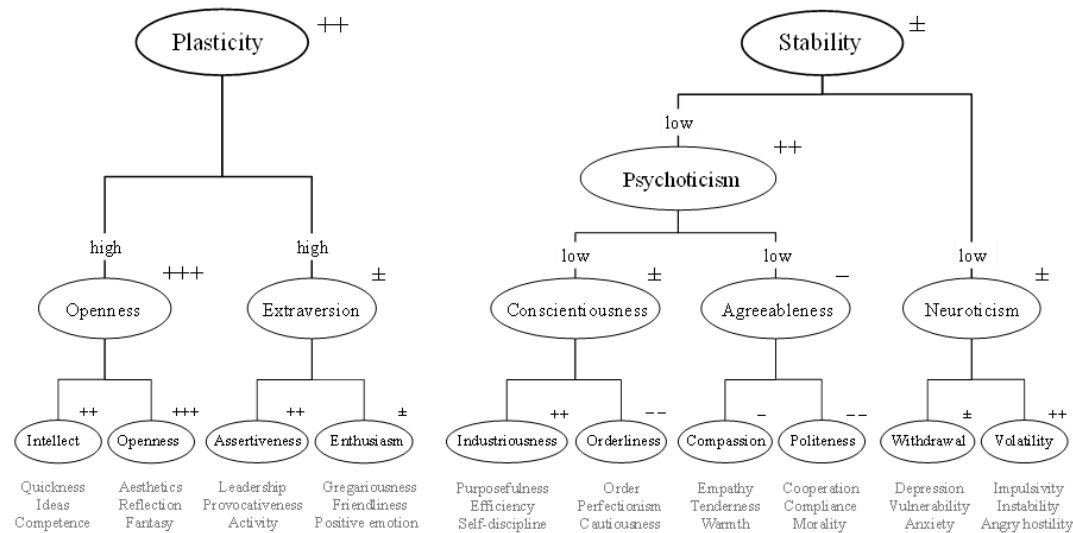 Plasticity ++
Stability ±
low
Psychoticism ++
high high low low low
Openness +++
Extraversion ±
Conscientiousness ±
Agreeableness −
Neuroticism ±
Intellect ++
Openness +++
Assertiveness ++
Enthusiasm ±
Industriousness ++
Orderliness −−
Compassion -
Politeness −−
Withdrawal ±
Volatility ++
Quickness
Ideas
Competence
Aesthetics
Reflection
Fantasy
Leadership
Provocativeness
Activity
Gregariousness
Friendliness
Positive emotion
Purposefulness
Efficiency
Self-discipline
Order
Perfectionism
Cautiousness
Empathy
Tenderness
Warmth
Cooperation
Compliance
Morality
Depression
Vulnerability
Anxiety
Impulsivity
Instability
Angry hostility